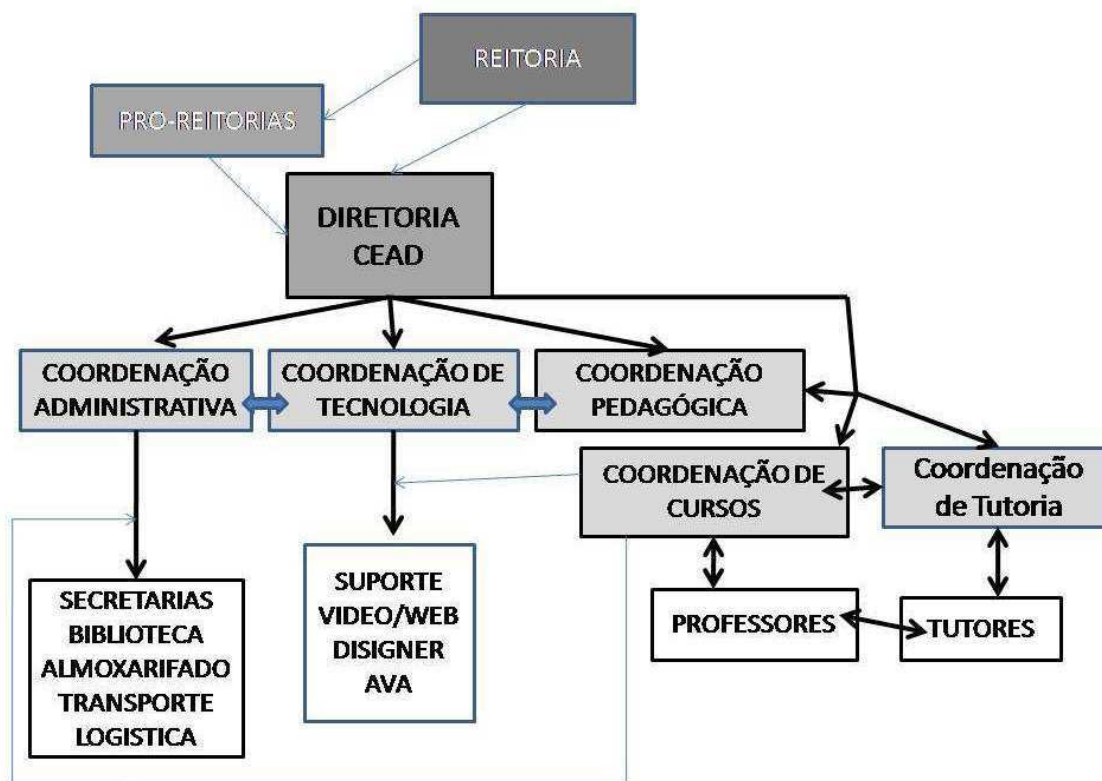 REITORIA
PRO-REITORIAS
DIRETORIA
CEAD
COORDENAÇÃO
ADMINISTRATIVA
COORDENAÇÃO DE
TECNOLOGIA
COORDENAÇÃO
PEDAGÓGICA
COORDENAÇÃO DE
CURSOS
Coordenação
de Tutoria
SECRETARIAS
BIBLIOTECA
ALMOXARIFADO
TRANSPORTE
LOGISTICA
SUPORTE
VIDEO/WEB
DISIGNER
AVA
PROFESSORES
TUTORES